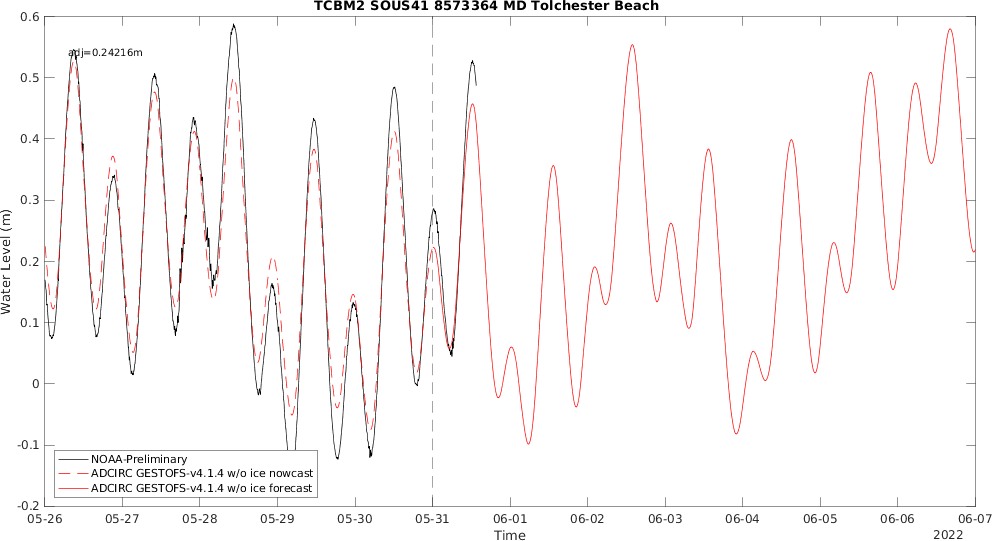 TCBM2 SOUS41 8573364 MD Tolchester Beach
adj=0.24216m
Water Level (m)
0.6
0.5
0.4
0.3
0.2
0.1
0
-0.1
-0.2
NOAA-Preliminary
ADCIRC GESTOFS-v4.1.4 w/o ice nowcast
ADCIRC GESTOFS-v4.1.4 w/o ice forecast
05-26 05-27 05-28 05-29 05-30 05-31 06-01 06-02 06-03 06-04 06-05 06-06 06-07
Time
2022